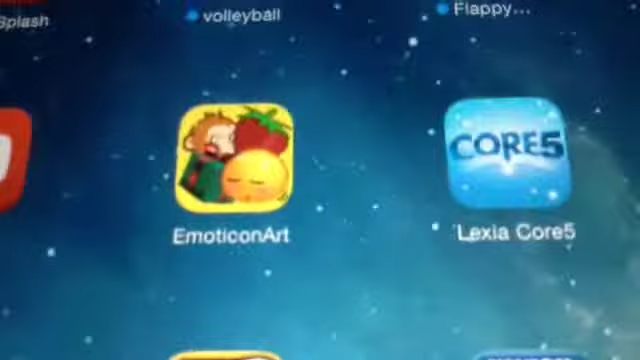 Splash
volleyball
Flappy...
CORE5
EmoticonArt
Lexia Core5